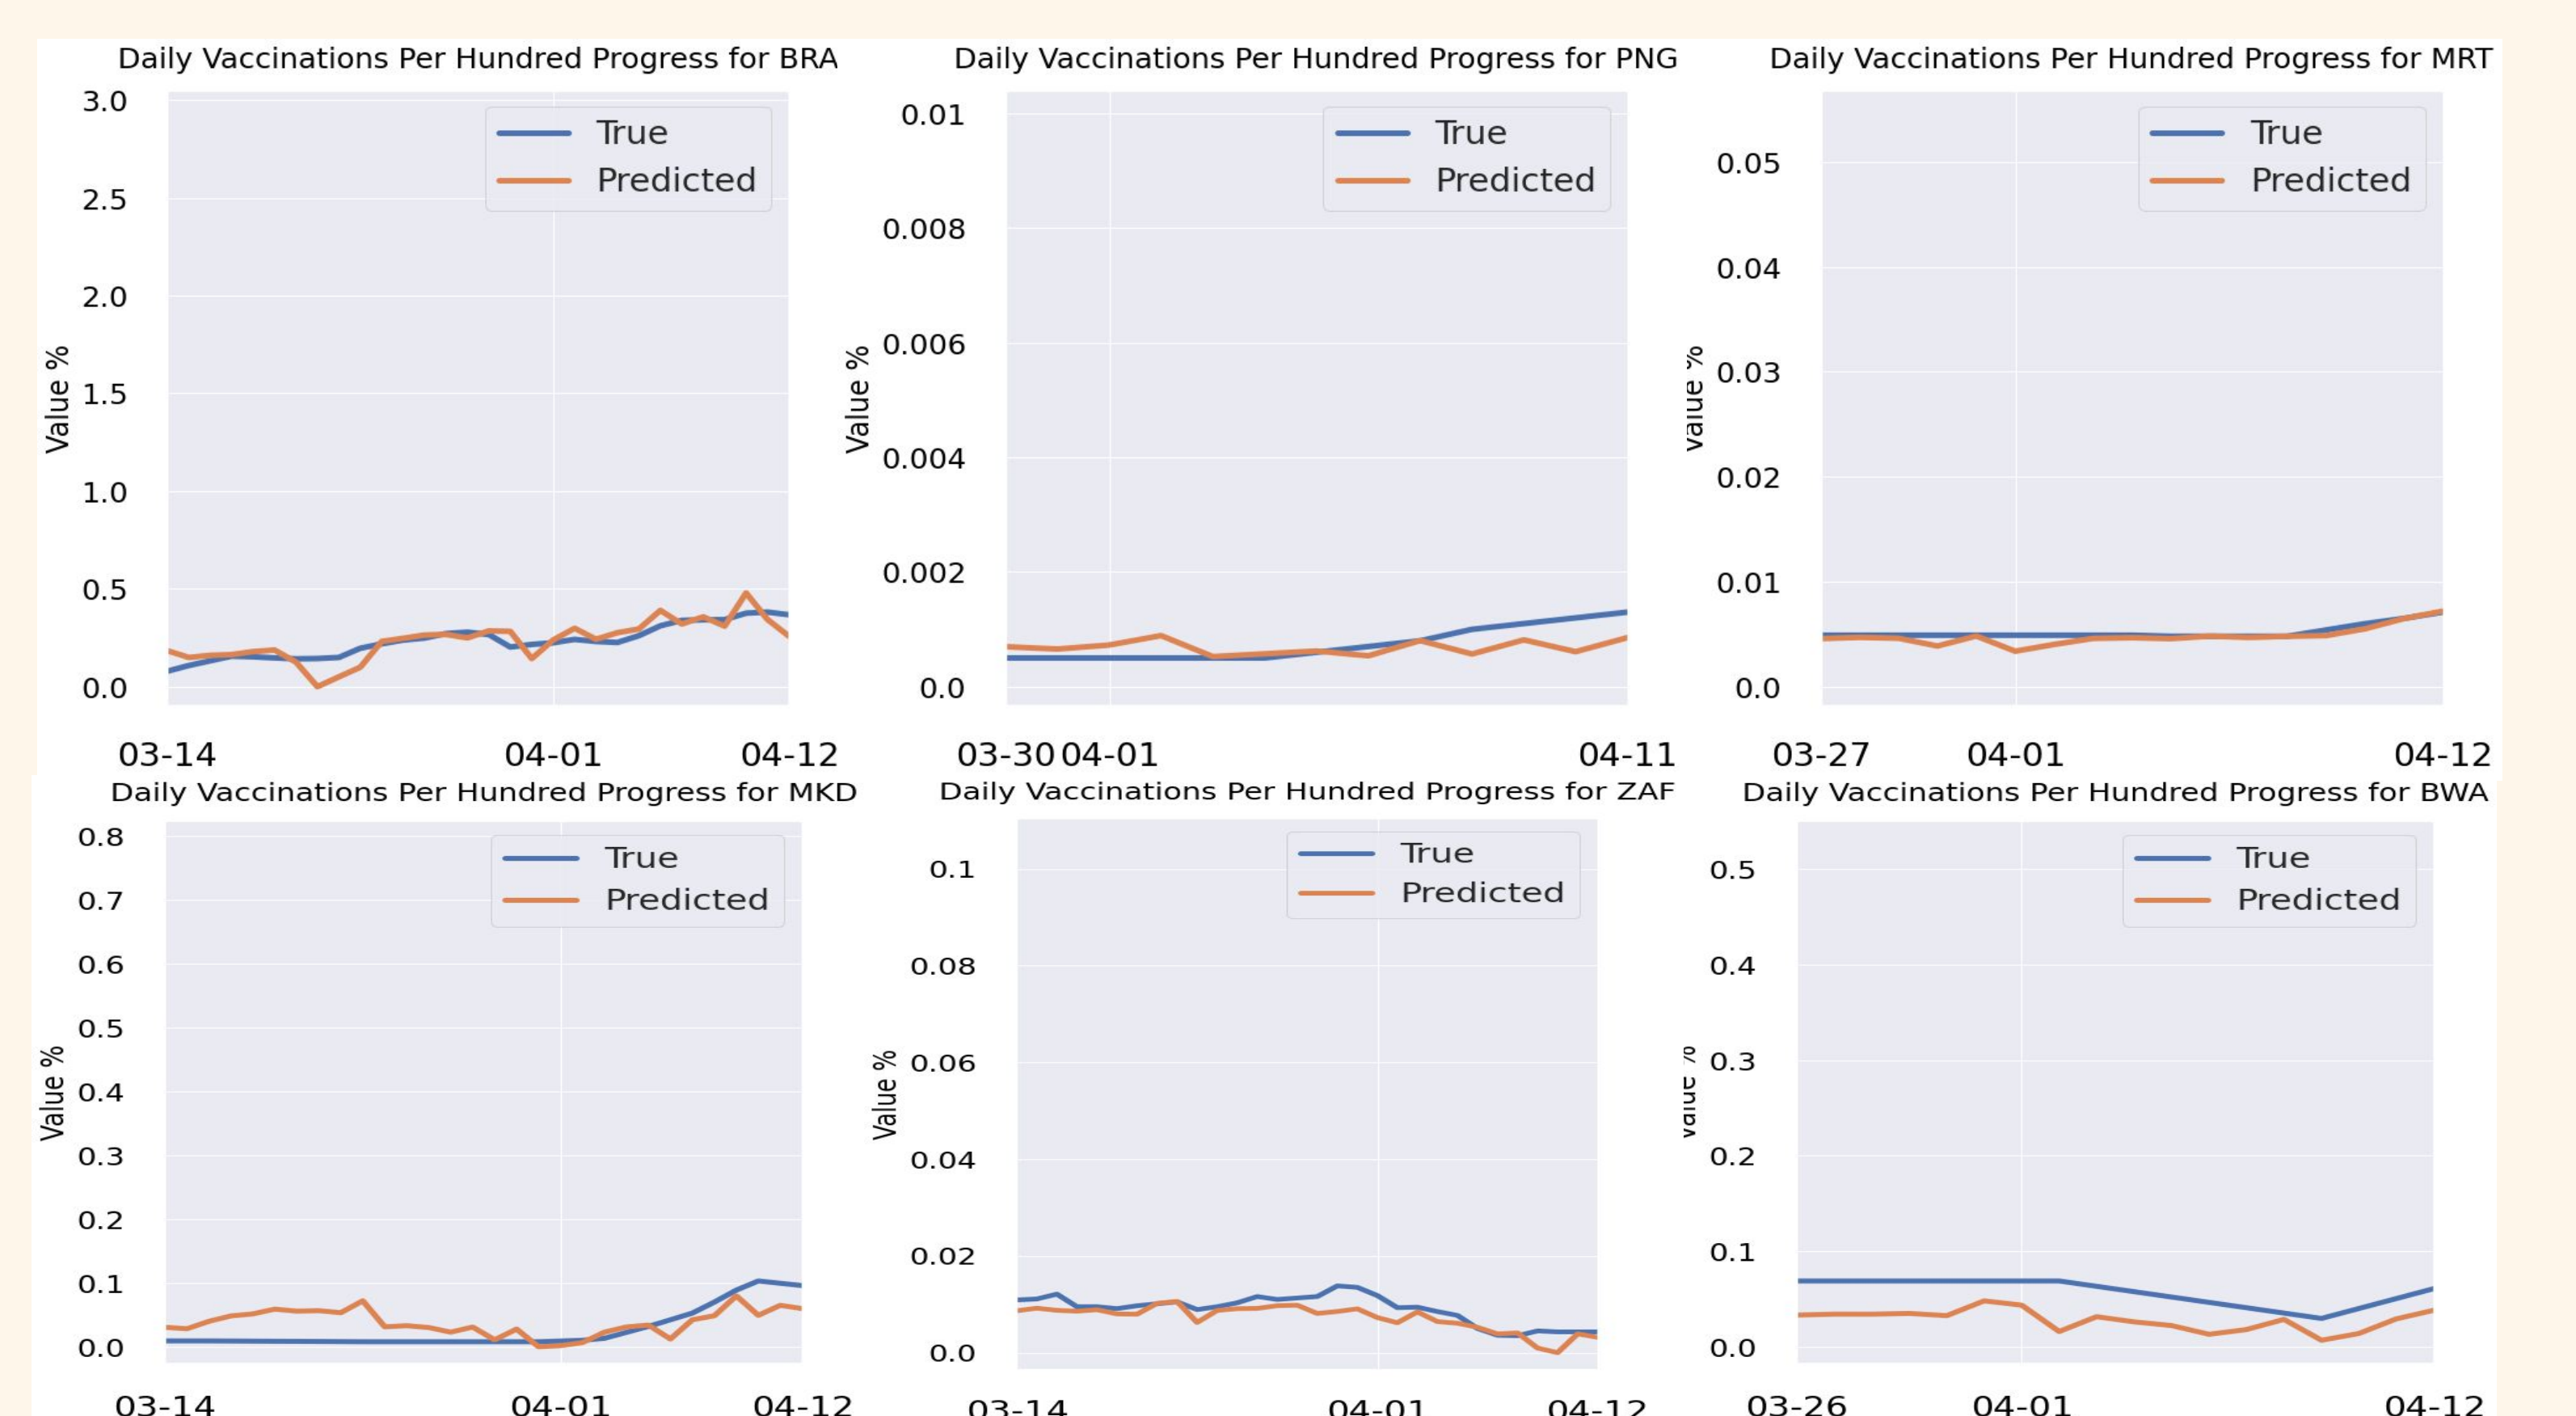 Daily Vaccinations Per Hundred Progress for BRA
3.0
2.5
2.0
1.5
1.0
0.5
0.0
Value %
True
Predicted
03-14
04-01
04-12
Daily Vaccinations Per Hundred Progress for PNG
0.01
0.008
0.006
0.004
0.002
0.0
Value %
True
Predicted
03-30
04-01
04-11
Daily Vaccinations Per Hundred Progress for MRT
0.05
0.04
0.03
0.02
0.01
0.0
Value %
True
Predicted
03-27
04-01
04-12
Daily Vaccinations Per Hundred Progress for MKD
0.8
0.7
0.6
0.5
0.4
0.3
0.2
0.1
0.0
Value %
True
Predicted
03-14
04-01
04-12
Daily Vaccinations Per Hundred Progress for ZAF
0.1
0.08
0.06
0.04
0.02
0.0
Value %
True
Predicted
03-14
04-01
04-12
Daily Vaccinations Per Hundred Progress for BWA
0.5
0.4
0.3
0.2
0.1
0.0
Value %
True
Predicted
03-26
04-01
04-12